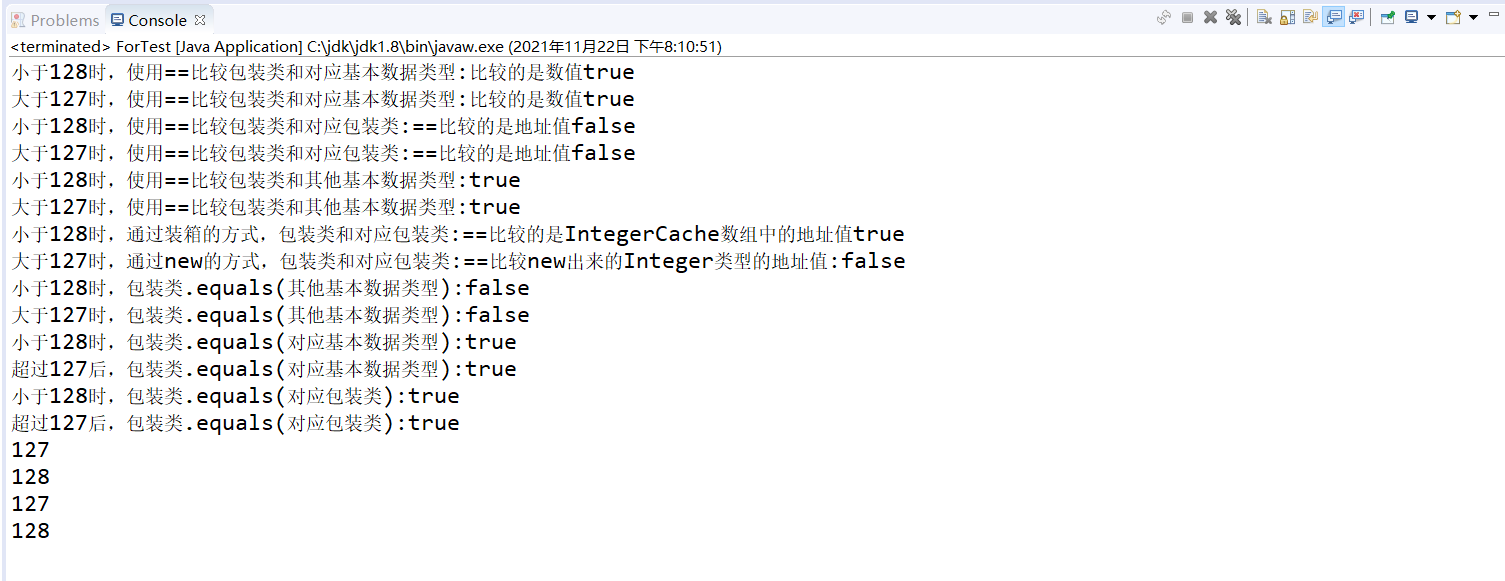 Problems Console
<terminated> ForTest [Java Application] C:\jdk\jdk1.8\bin\javaw.exe (2021年11月22日 下午8:10:51)
小于128时，使用==比较包装类和对应基本数据类型:比较的是数值true
大于127时，使用==比较包装类和对应基本数据类型:比较的是数值true
小于128时，使用==比较包装类和对应包装类:==比较的是地址值false
大于127时，使用==比较包装类和对应包装类:==比较的是地址值false
小于128时，使用==比较包装类和其他基本数据类型:true
大于127时，使用==比较包装类和其他基本数据类型:true
小于128时，通过装箱的方式，包装类和对应包装类:==比较的是IntegerCache数组中的地址值true
大于127时，通过new的方式，包装类和对应包装类:==比较new出来的Integer类型的地址值:false
小于128时，包装类.equals(其他基本数据类型):false
大于127时，包装类.equals(其他基本数据类型):false
小于128时，包装类.equals(对应基本数据类型):true
超过127后，包装类.equals(对应基本数据类型):true
小于128时，包装类.equals(对应包装类):true
超过127后，包装类.equals(对应包装类):true
127
128
127
128